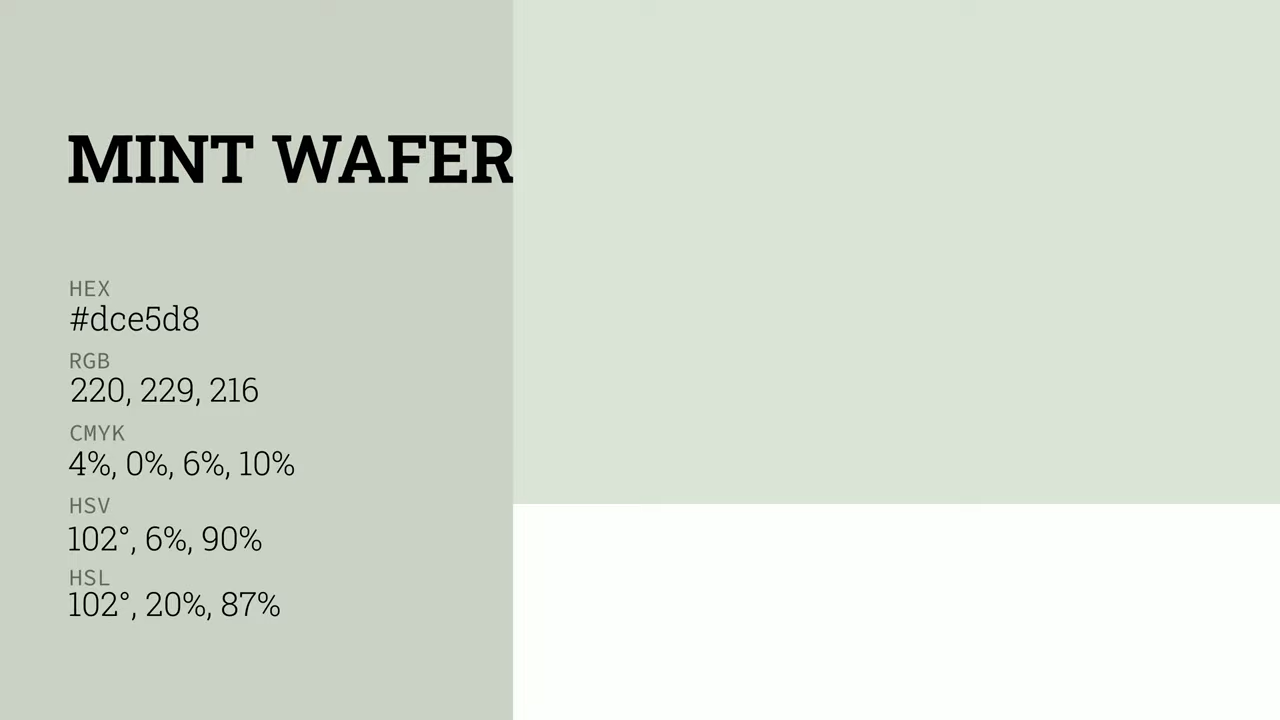 MINT WAFER
HEX
#dce5d8
RGB
220, 229, 216
CMYK
4%, 0%, 6%, 10%
HSV
102°, 6%, 90%
HSL
102°, 20%, 87%